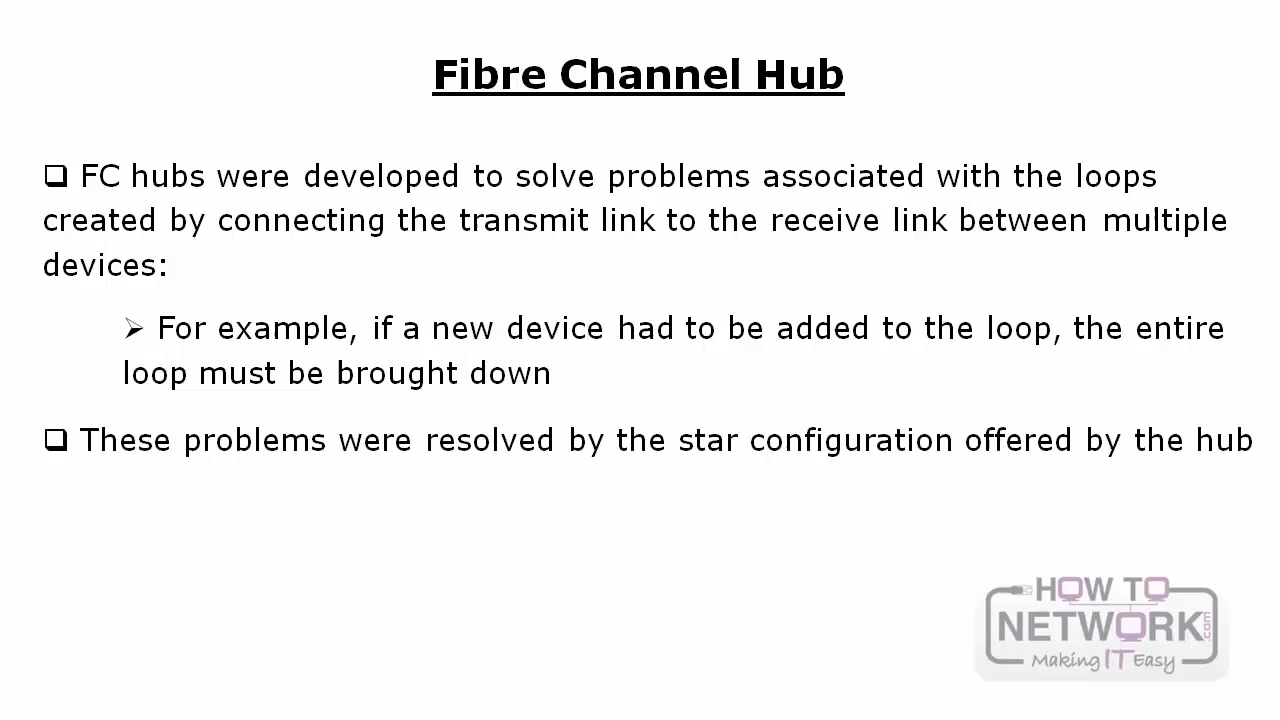 Fibre Channel Hub
❑ FC hubs were developed to solve problems associated with the loops
created by connecting the transmit link to the receive link between multiple
devices:
➢ For example, if a new device had to be added to the loop, the entire
loop must be brought down
❑ These problems were resolved by the star configuration offered by the hub
HOW TO
NETWORK.com
Making IT Easy